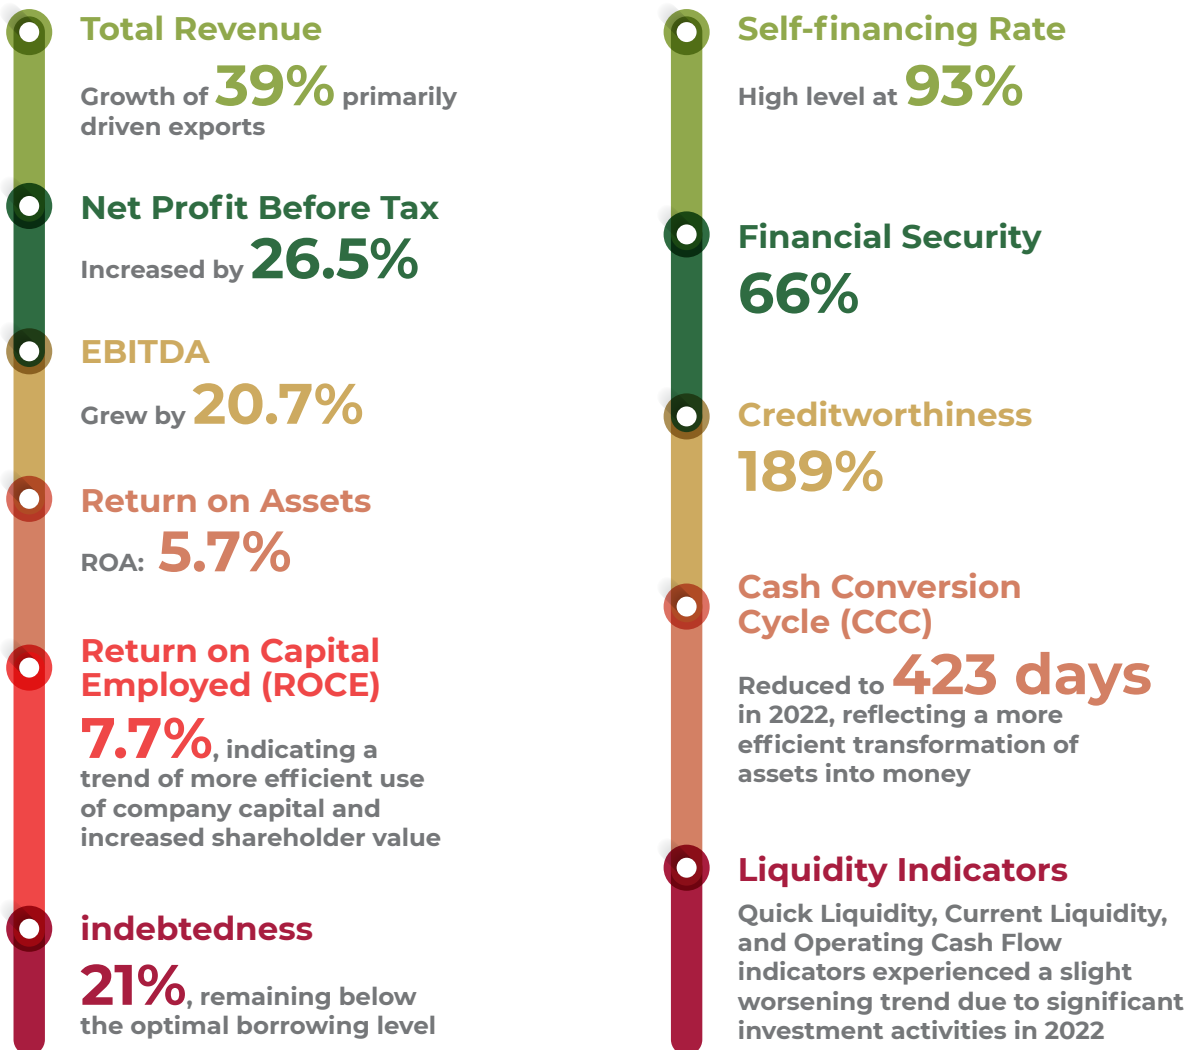 Total Revenue
Growth of 39% primarily
driven exports
Net Profit Before Tax
Increased by 26.5%
EBITDA
Grew by 20.7%
Return on Assets
ROA: 5.7%
Return on Capital
Employed (ROCE)
7.7%, indicating a
trend of more efficient use
of company capital and
increased shareholder value
indebtedness
21%, remaining below
the optimal borrowing level
Self-financing Rate
High level at 93%
Financial Security
66%
Creditworthiness
189%
Cash Conversion
Cycle (CCC)
Reduced to 423 days
in 2022, reflecting a more
efficient transformation of
assets into money
Liquidity Indicators
Quick Liquidity, Current Liquidity,
and Operating Cash Flow
indicators experienced a slight
worsening trend due to significant
investment activities in 2022